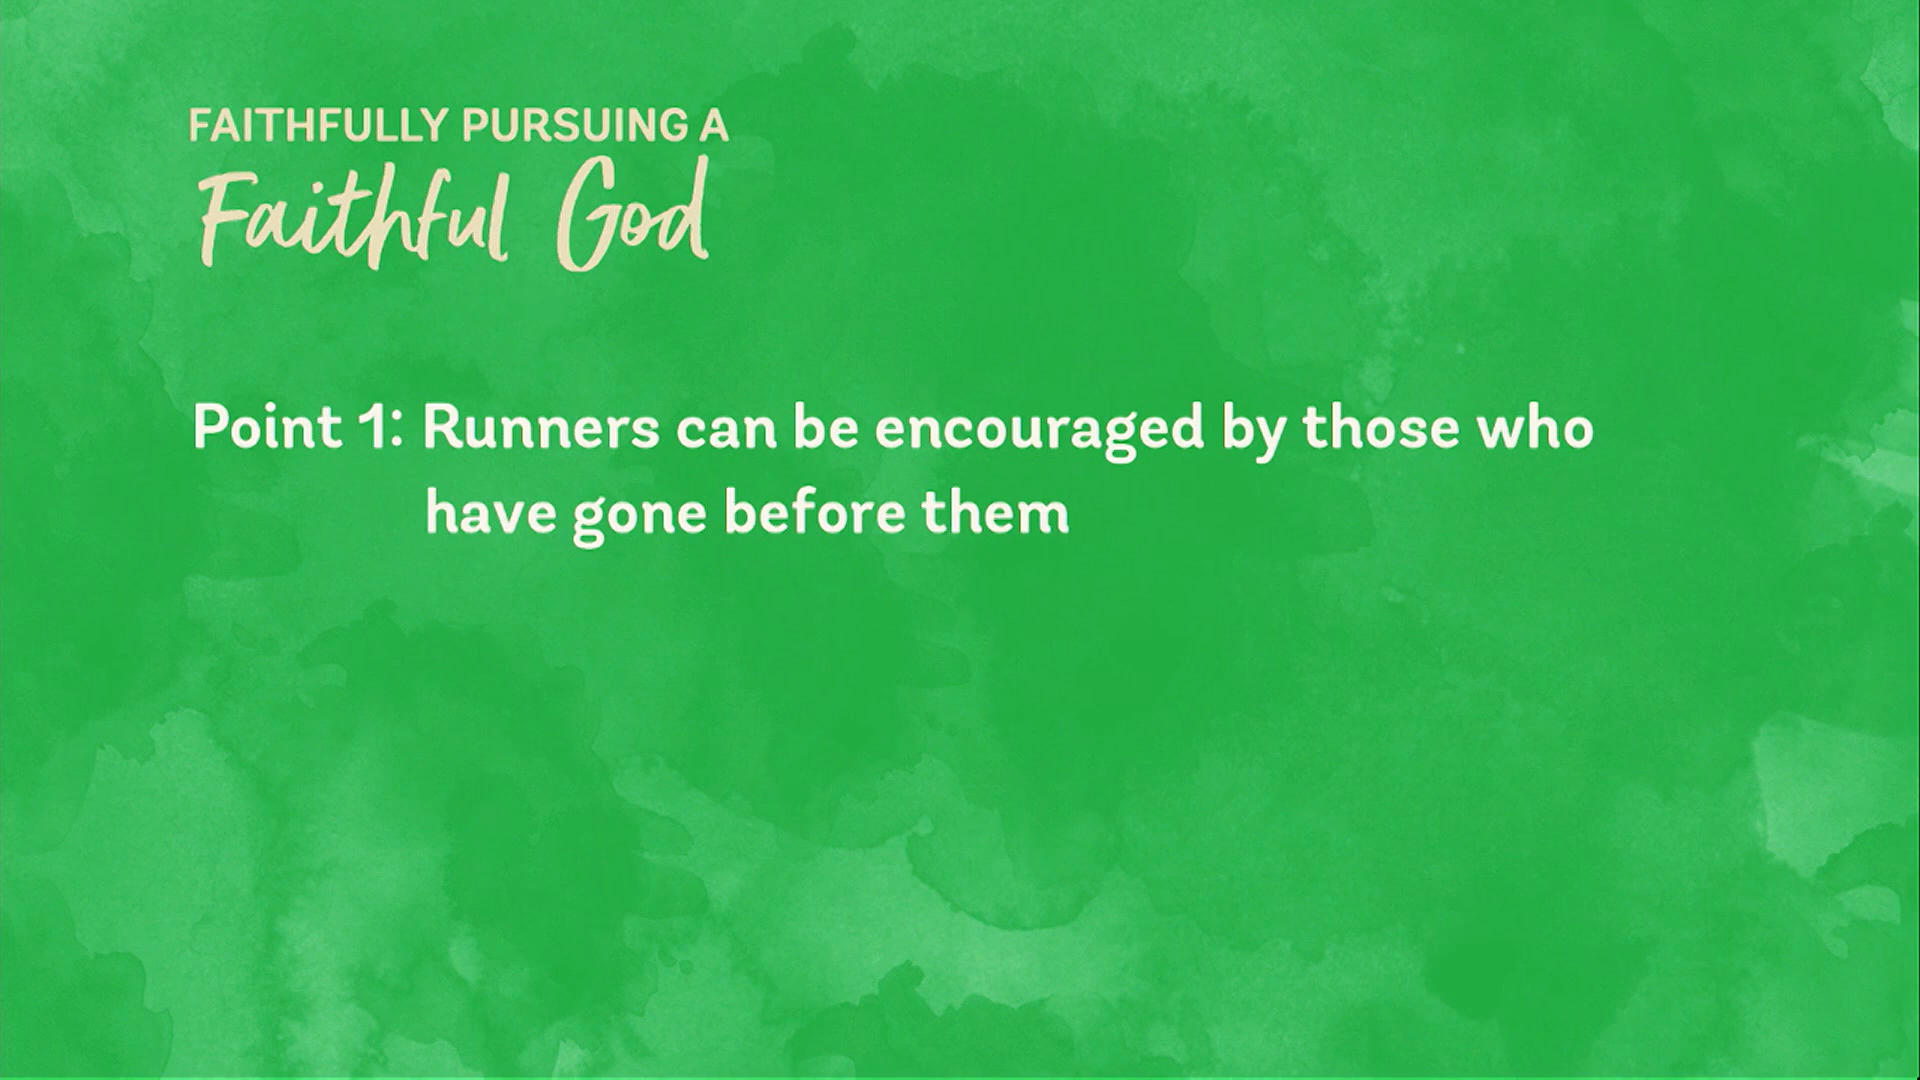 FAITHFULLY PURSUING A
Faithful God
Point 1: Runners can be encouraged by those who
have gone before them